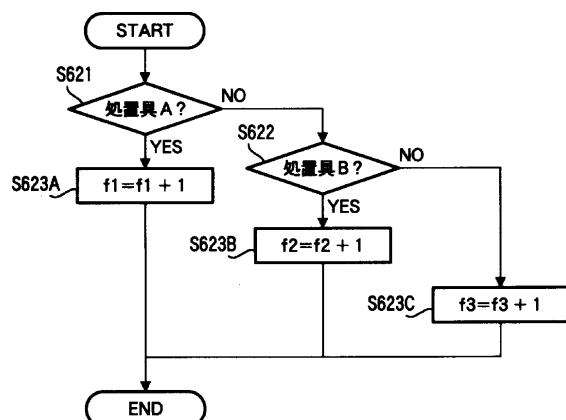 START
S621
処置具A?
NO
YES
S622
処置具B?
NO
YES
S623A
f1=f1 + 1
S623B
f2=f2 + 1
S623C
f3=f3 + 1
END